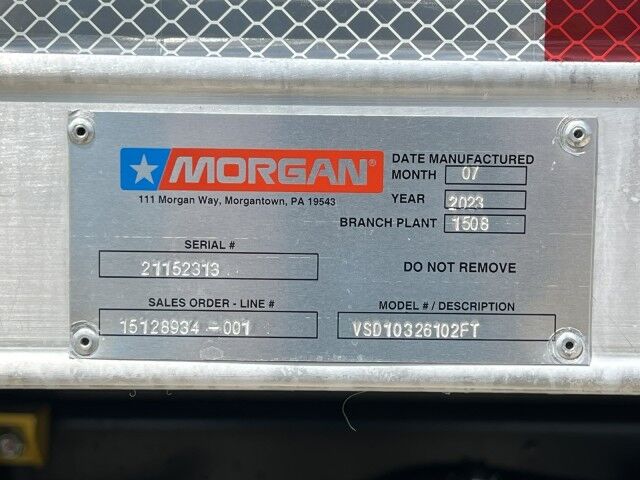 MORGAN®
111 Morgan Way, Morgantown, PA 19543
DATE MANUFACTURED
MONTH 07
YEAR 2023
BRANCH PLANT 1508
SERIAL #
21152313
DO NOT REMOVE
SALES ORDER - LINE #
15128934 -001
MODEL # / DESCRIPTION
VSD10326102FT